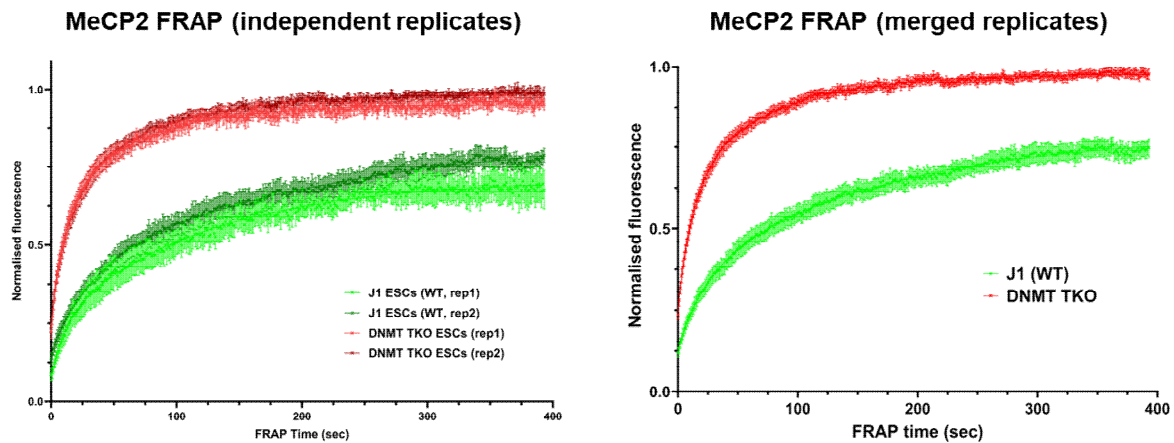 MeCP2 FRAP (independent replicates)
1.0
0.5
0.0
Normalised fluorescence
0
100
200
300
400
FRAP Time (sec)
J1 ESCs (WT, rep1)
J1 ESCs (WT, rep2)
DNMT TKO ESCs (rep1)
DNMT TKO ESCs (rep2)
MeCP2 FRAP (merged replicates)
1.0
0.5
0.0
Normalised fluorescence
0
100
200
300
400
FRAP time (sec)
J1 (WT)
DNMT TKO